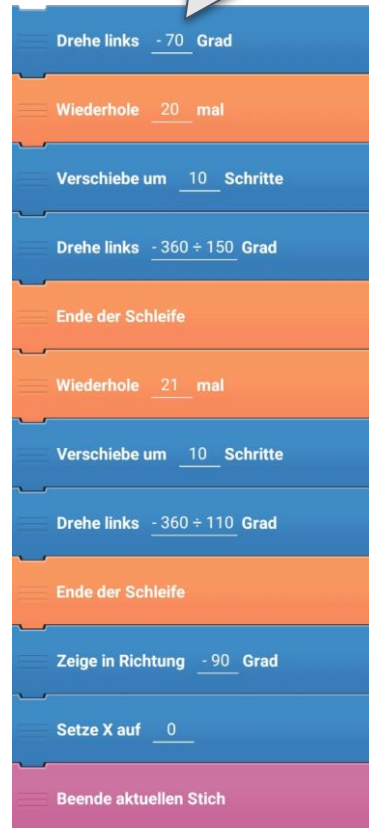 Drehe links - 70 Grad
Wiederhole 20 mal
Verschiebe um 10 Schritte
Drehe links - 360 ÷ 150 Grad
Ende der Schleife
Wiederhole 21 mal
Verschiebe um 10 Schritte
Drehe links - 360 ÷ 110 Grad
Ende der Schleife
Zeige in Richtung - 90 Grad
Setze X auf 0
Beende aktuellen Stich